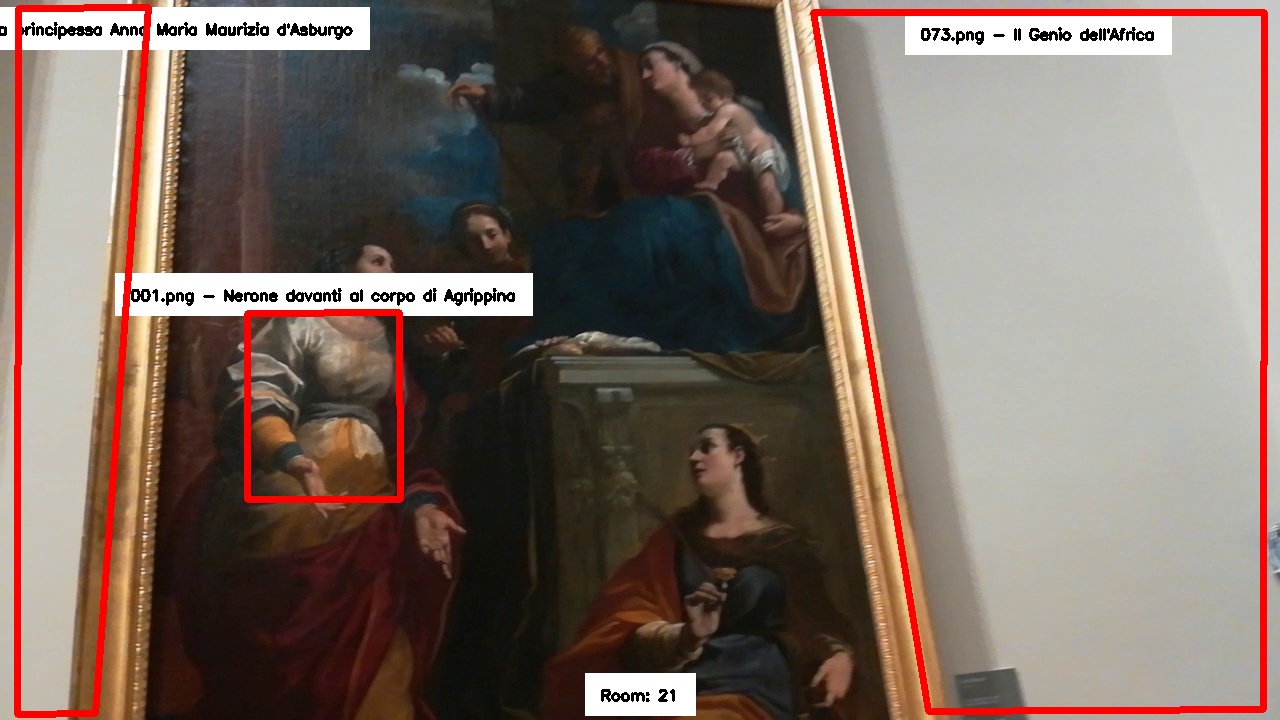 principessa Anna Maria Maurizia d'Asburgo
073.png - Il Genio dell'Africa
001.png - Nerone davanti al corpo di Agrippina
Room: 21